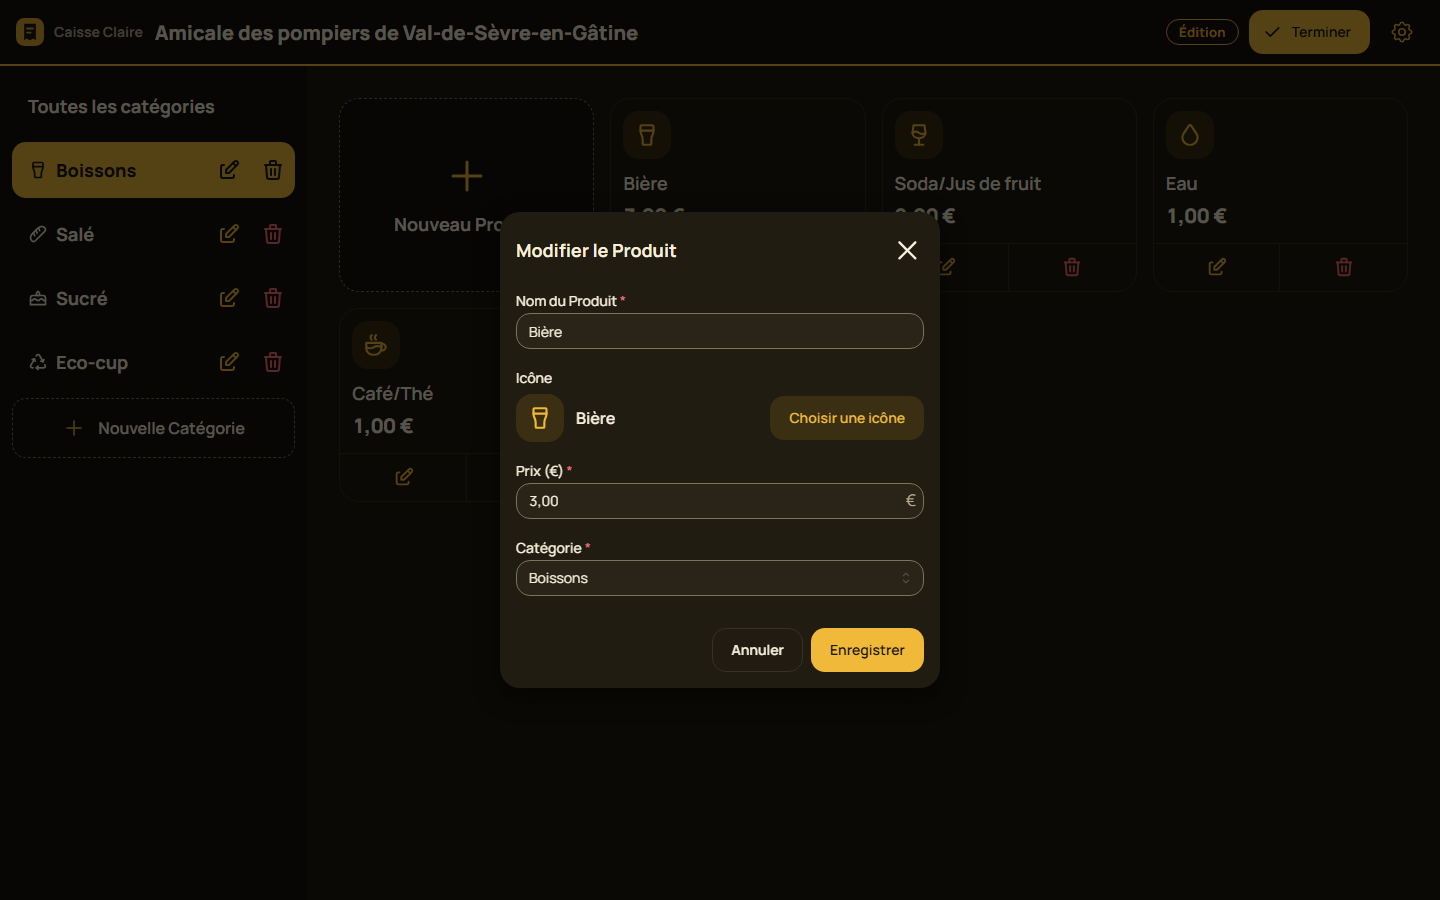 Caisse Claire
Amicale des pompiers de Val-de-Sèvre-en-Gâtine
Édition
Terminer
Toutes les catégories
Boissons
Salé
Sucré
Eco-cup
Nouvelle Catégorie
Nouveau
Bière
Soda/Jus de fruit
€
Eau
1,00 €
Café/Thé
1,00 €
Modifier le Produit
Nom du Produit *
Bière
Icône
Bière
Choisir une icône
Prix (€) *
3,00
€
Catégorie *
Boissons
Annuler
Enregistrer